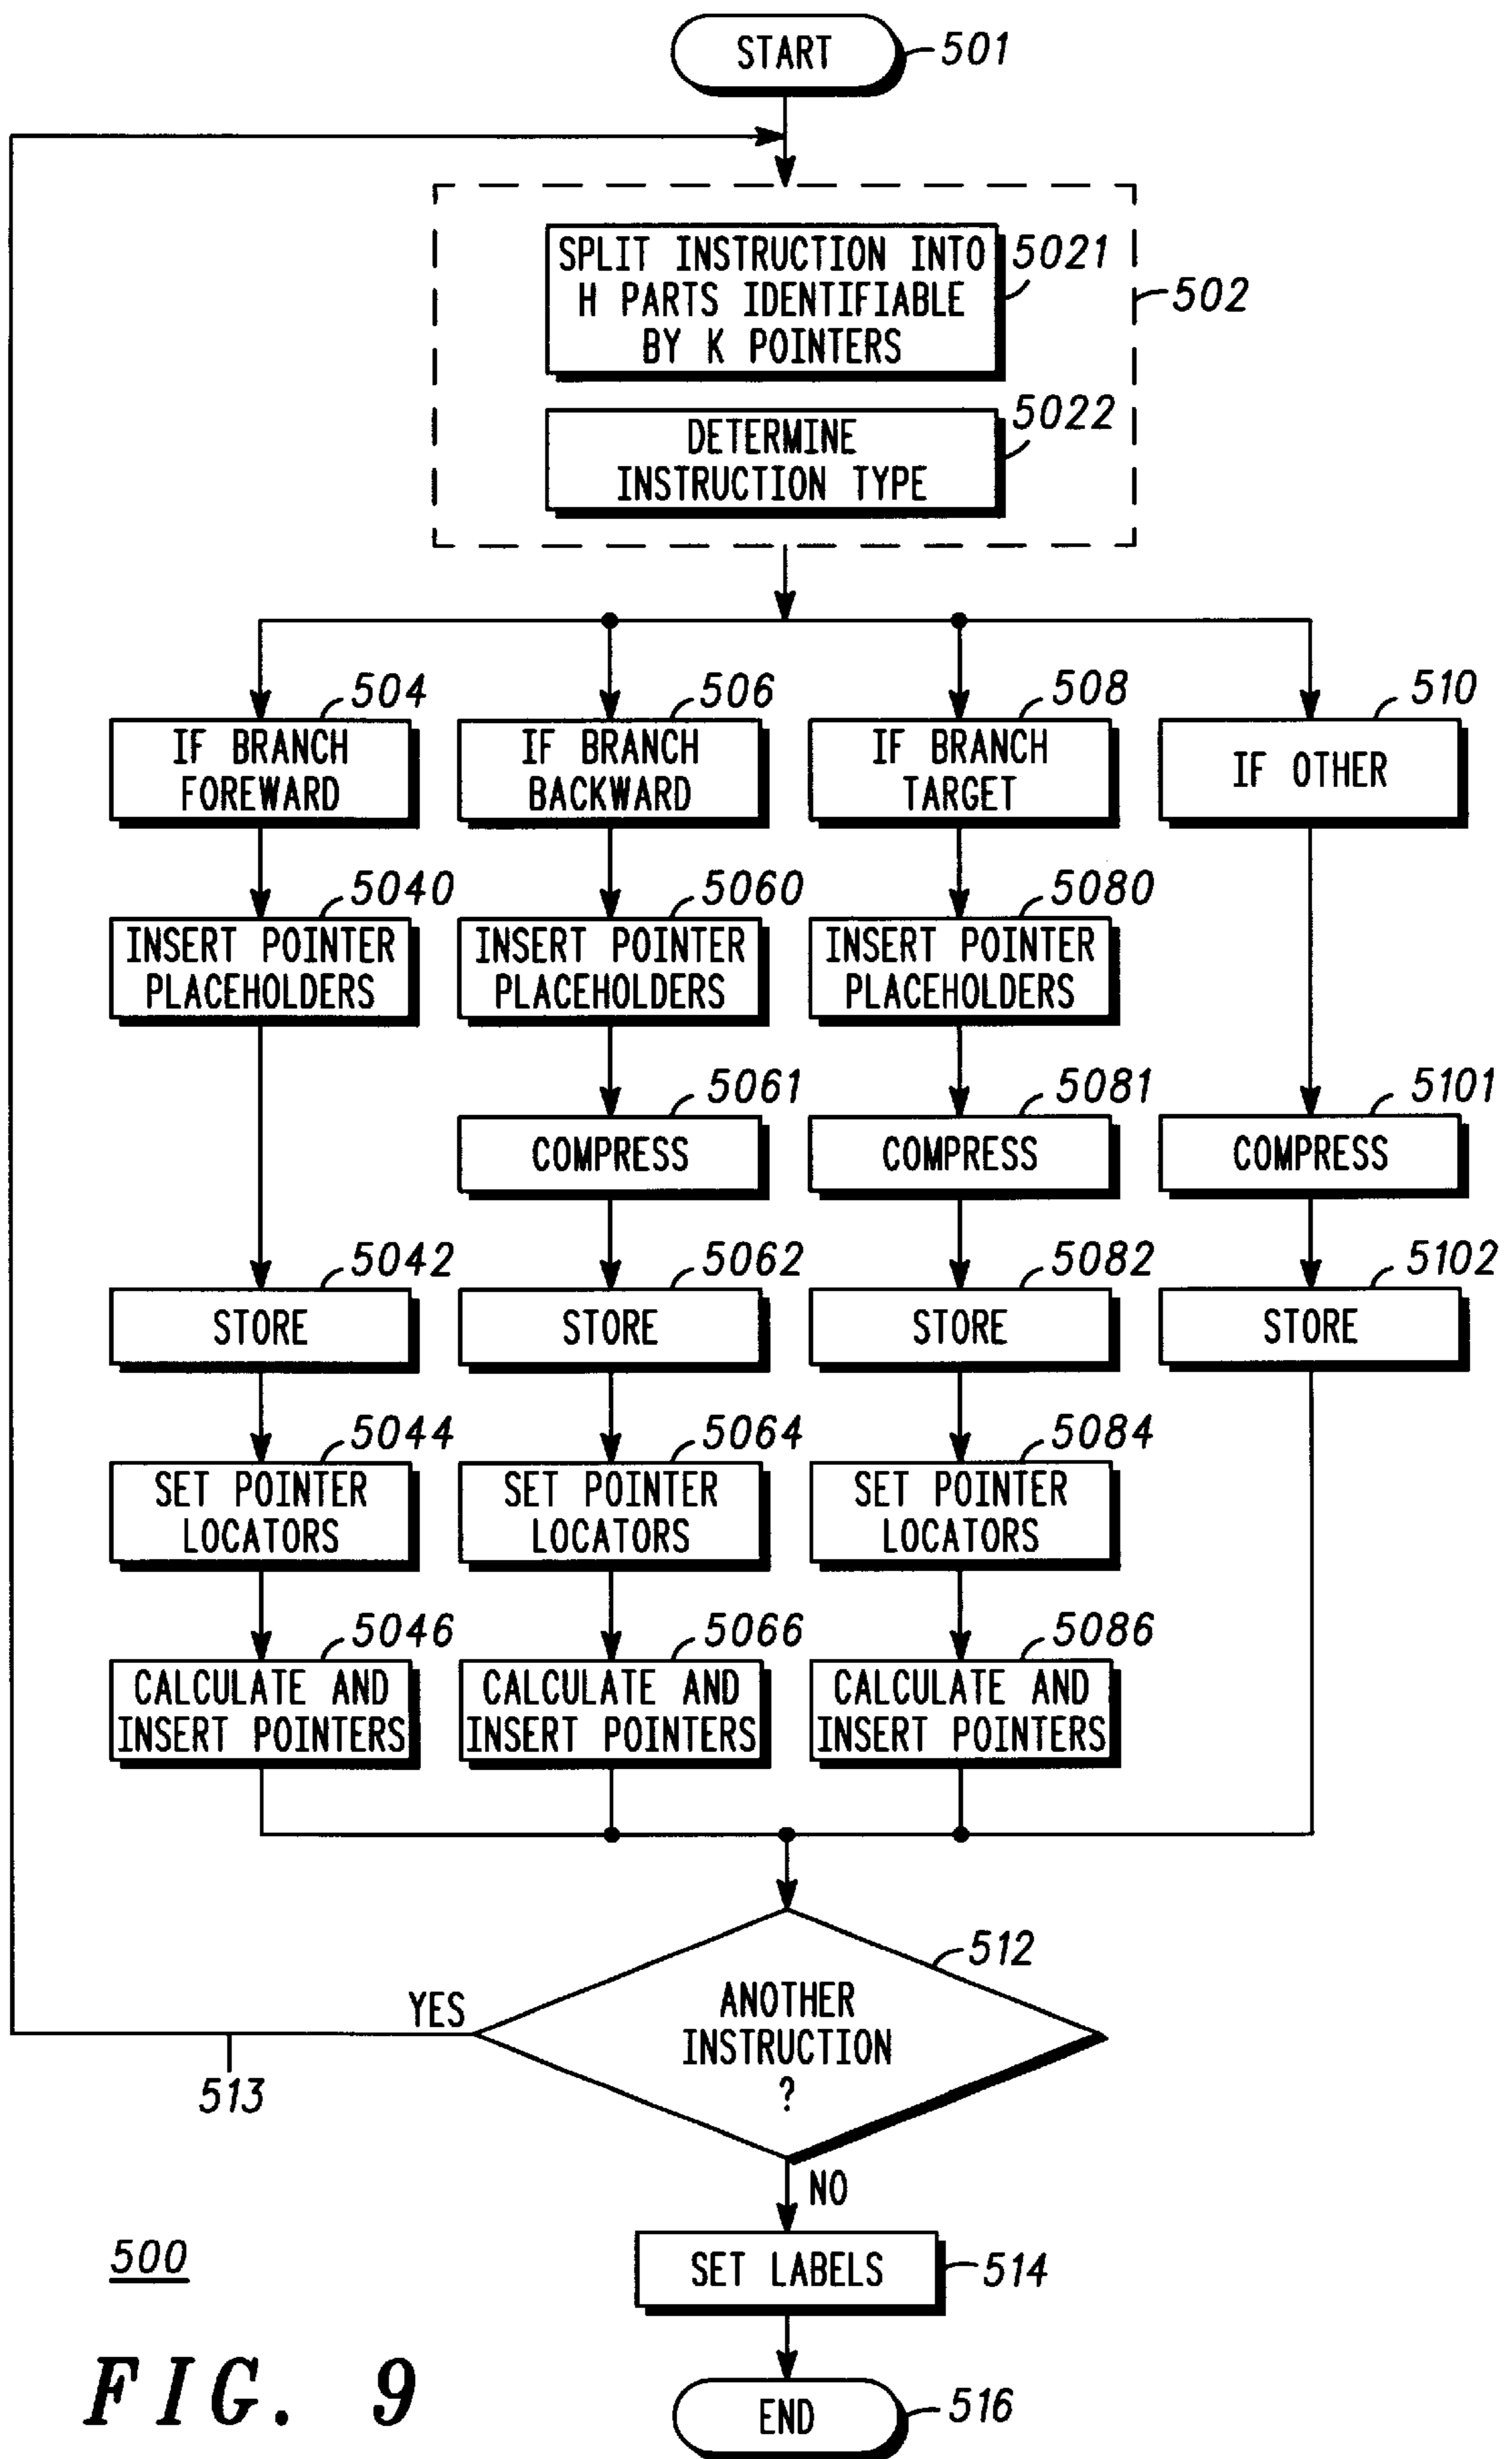 START
501
SPLIT INSTRUCTION INTO
H PARTS IDENTIFIABLE
BY K POINTERS
5021
502
DETERMINE
INSTRUCTION TYPE
5022
504
506
508
510
IF BRANCH
FOREWARD
IF BRANCH
BACKWARD
IF BRANCH
TARGET
IF OTHER
5040
5060
5080
INSERT POINTER
PLACEHOLDERS
INSERT POINTER
PLACEHOLDERS
INSERT POINTER
PLACEHOLDERS
5061
5081
5101
COMPRESS
COMPRESS
COMPRESS
5042
5062
5082
5102
STORE
STORE
STORE
STORE
5044
5064
5084
SET POINTER
LOCATORS
SET POINTER
LOCATORS
SET POINTER
LOCATORS
5046
5066
5086
CALCULATE AND
INSERT POINTERS
CALCULATE AND
INSERT POINTERS
CALCULATE AND
INSERT POINTERS
512
ANOTHER
INSTRUCTION
?
YES
513
NO
SET LABELS
514
500
END
516
FIG. 9